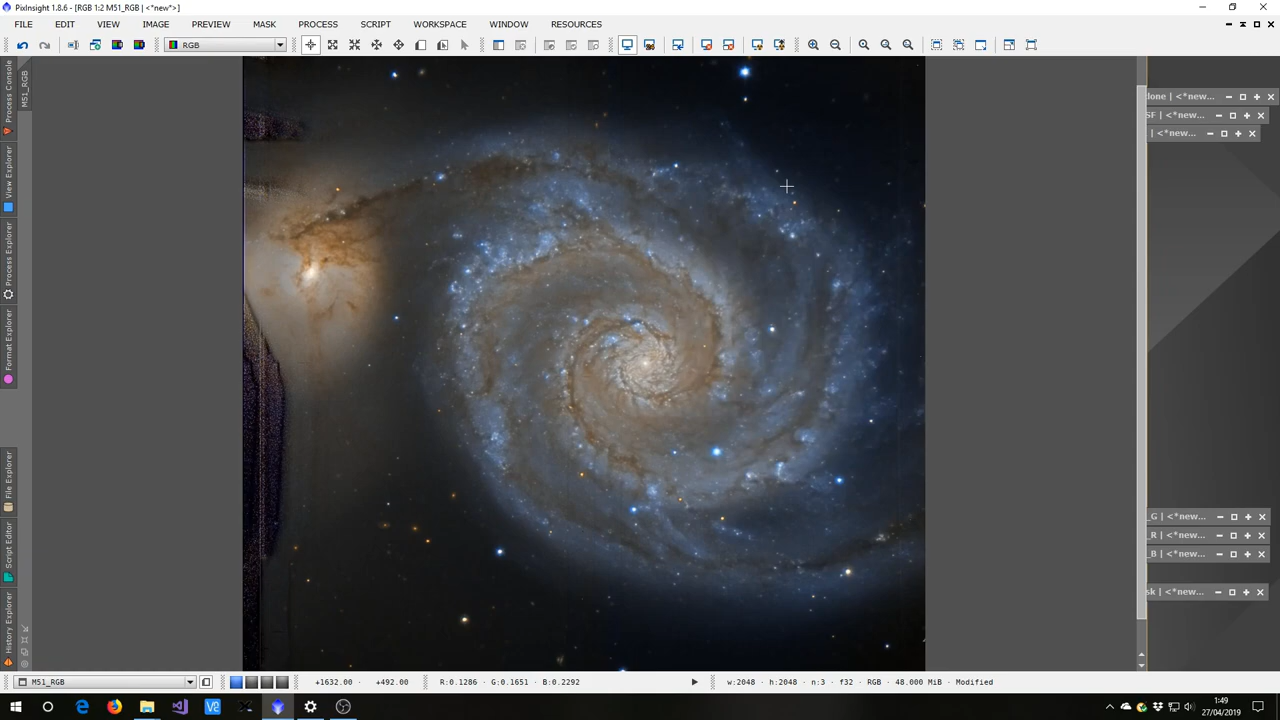 PixInsight 1.8.6 - [RGB 1:2 M51_RGB | <*new*>]
FILE EDIT VIEW IMAGE PREVIEW MASK PROCESS SCRIPT WORKSPACE WINDOW RESOURCES
RGB
Process Console
View Explorer
Process Explorer
Format Explorer
File Explorer
Script Editor
History Explorer
M51_RGB
lone | <*new...
SF | <*new...
| <*new...
_G | <*new...
_R | <*new...
_B | <*new...
sk | <*new...
M51_RGB
+1632.00 · +492.00 R:0.1286 · G:0.1651 · B:0.2292 w:2048 · h:2048 · n:3 · f32 · RGB · 48.000 MiB · Modified
1:49
27/04/2019